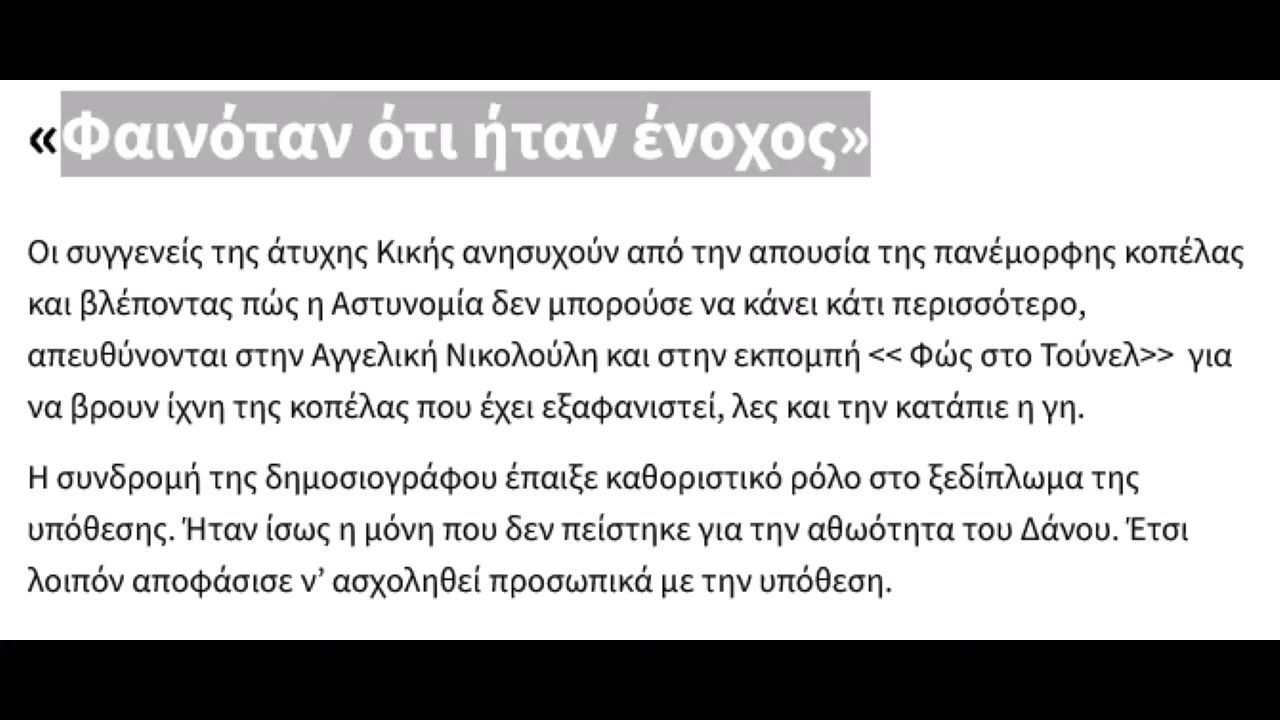 «Φαινόταν ότι ήταν ένοχος»
Οι συγγενείς της άτυχης Κικής ανησυχούν από την απουσία της πανέμορφης κοπέλας
και βλέποντας πώς η Αστυνομία δεν μπορούσε να κάνει κάτι περισσότερο,
απευθύνονται στην Αγγελική Νικολούλη και στην εκπομπή << Φώς στο Τούνελ>> για
να βρουν ίχνη της κοπέλας που έχει εξαφανιστεί, λες και την κατάπιε η γη.
Η συνδρομή της δημοσιογράφου έπαιξε καθοριστικό ρόλο στο ξεδίπλωμα της
υπόθεσης. Ήταν ίσως η μόνη που δεν πείστηκε για την αθωότητα του Δάνου. Έτσι
λοιπόν αποφάσισε ν’ ασχοληθεί προσωπικά με την υπόθεση.